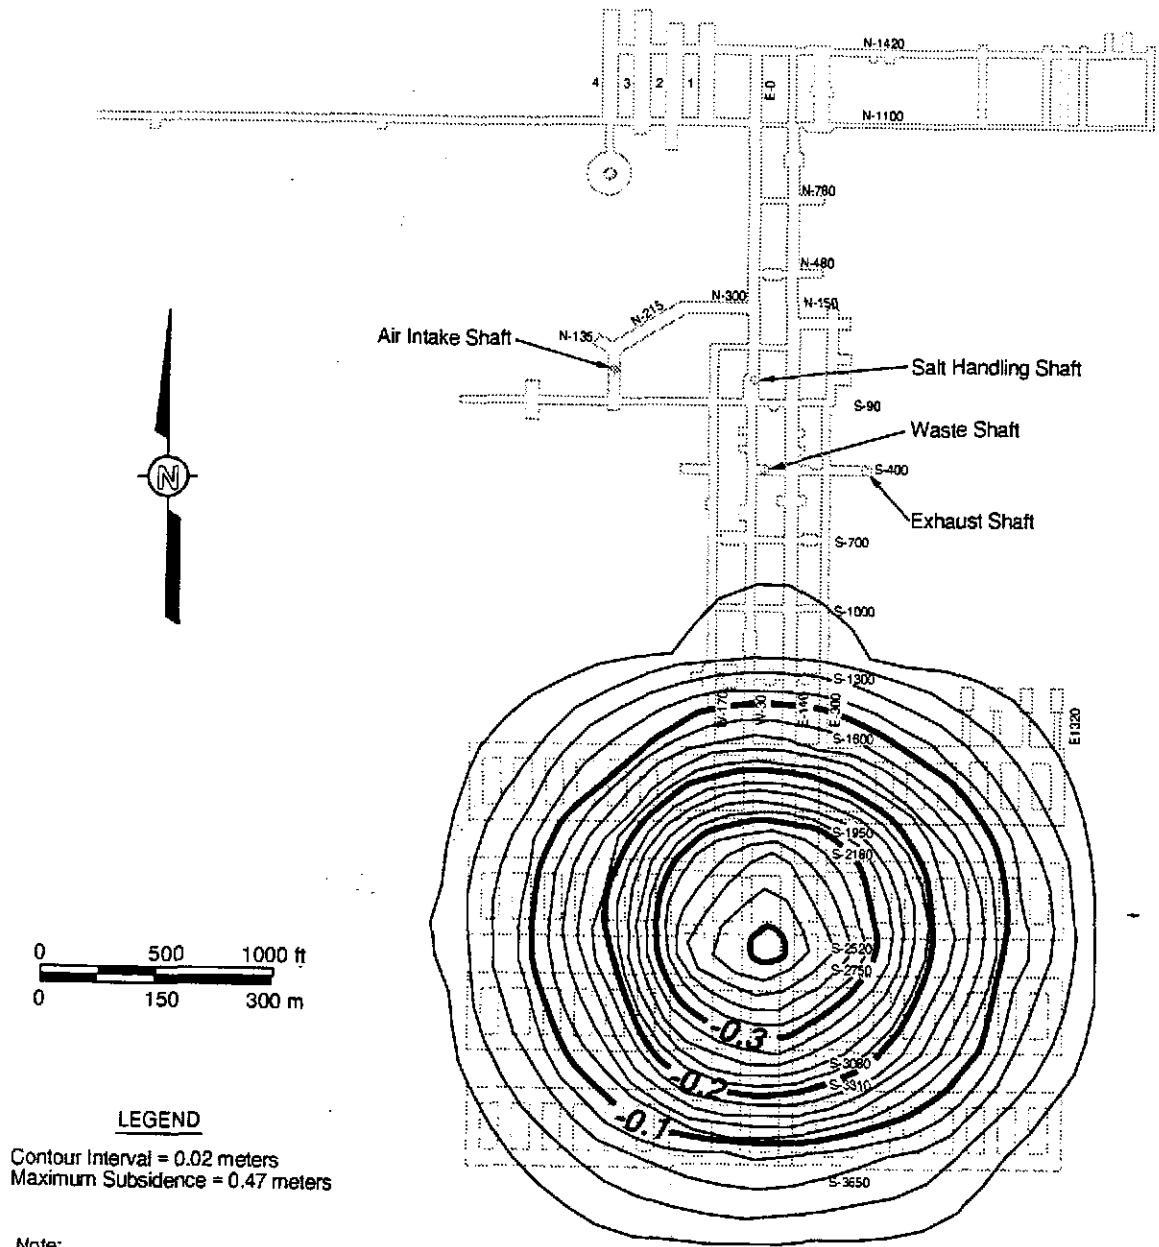 N-1420
4
3
2
1
E-0
N-1100
N-780
N-480
N-300
N-150
N-215
N-135
Air Intake Shaft
Salt Handling Shaft
S-90
Waste Shaft
S-400
Exhaust Shaft
N
S-700
S-1000
S-1300
W-170
W-30
E-140
E-300
E1320
S-1600
S-1950
S-2180
S-2520
S-2750
0 500 1000 ft
0 150 300 m
-0.3
S-3080
-0.2
S-3310
-0.1
S-3650
LEGEND
Contour Interval = 0.02 meters
Maximum Subsidence = 0.47 meters
Note: